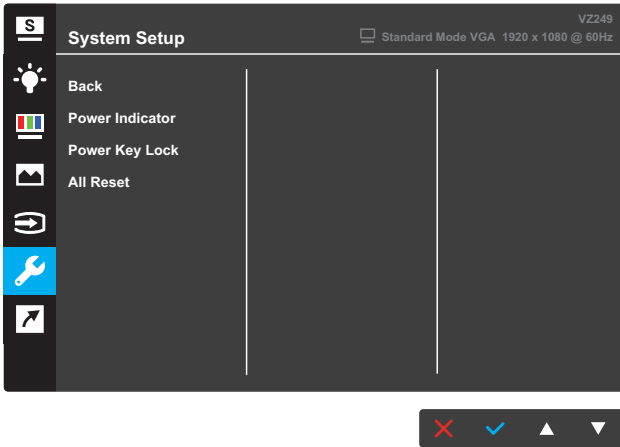 S
VZ249
System Setup
Standard Mode VGA 1920 x 1080 @ 60Hz
Back
Power Indicator
Power Key Lock
All Reset